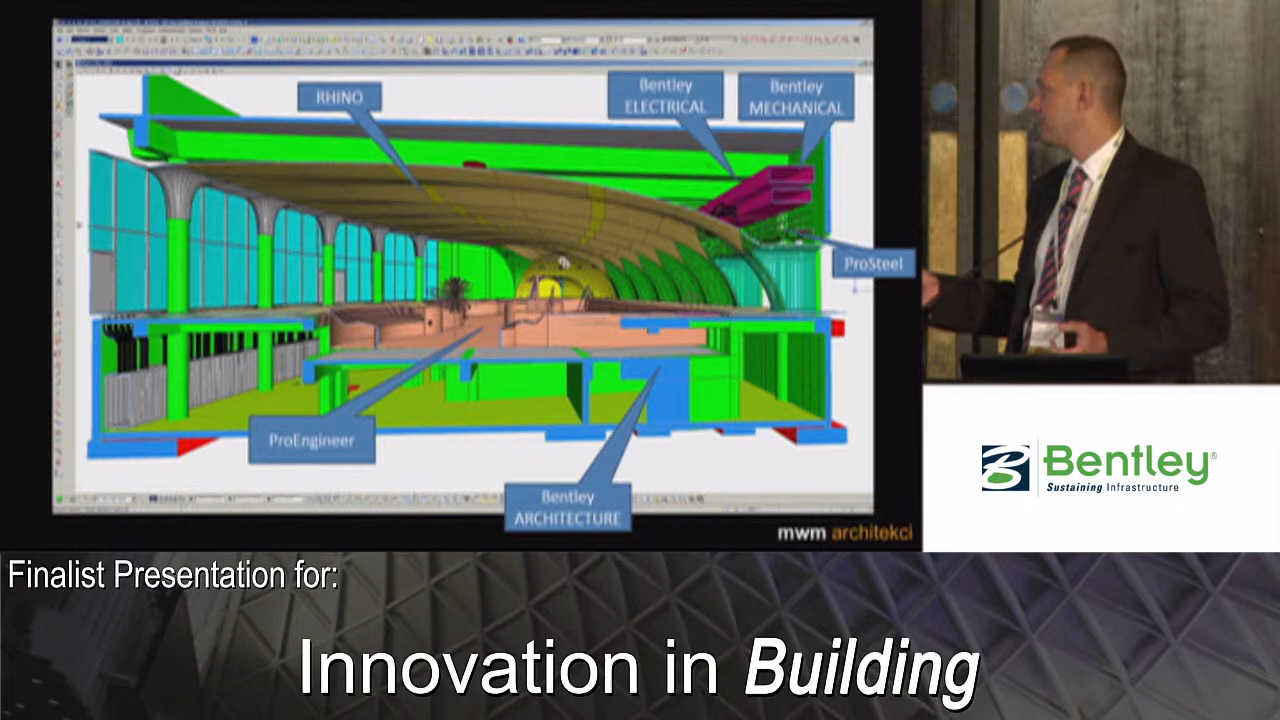 RHINO
Bentley
ELECTRICAL
Bentley
MECHANICAL
ProSteel
ProEngineer
Bentley
ARCHITECTURE
mwm architekci
Bentley®
Sustaining Infrastructure
Finalist Presentation for:
Innovation in Building